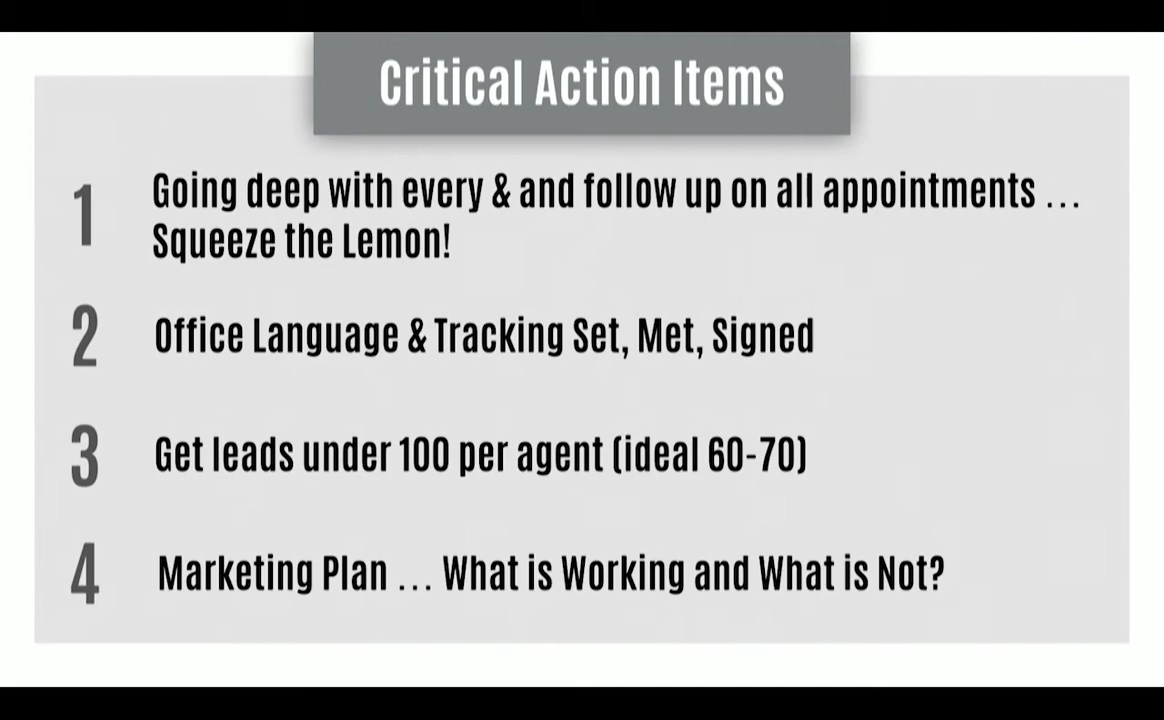 Critical Action Items
1
Going deep with every & and follow up on all appointments ...
Squeeze the Lemon!
2
Office Language & Tracking Set, Met, Signed
3
Get leads under 100 per agent (ideal 60-70)
4
Marketing Plan ... What is Working and What is Not?